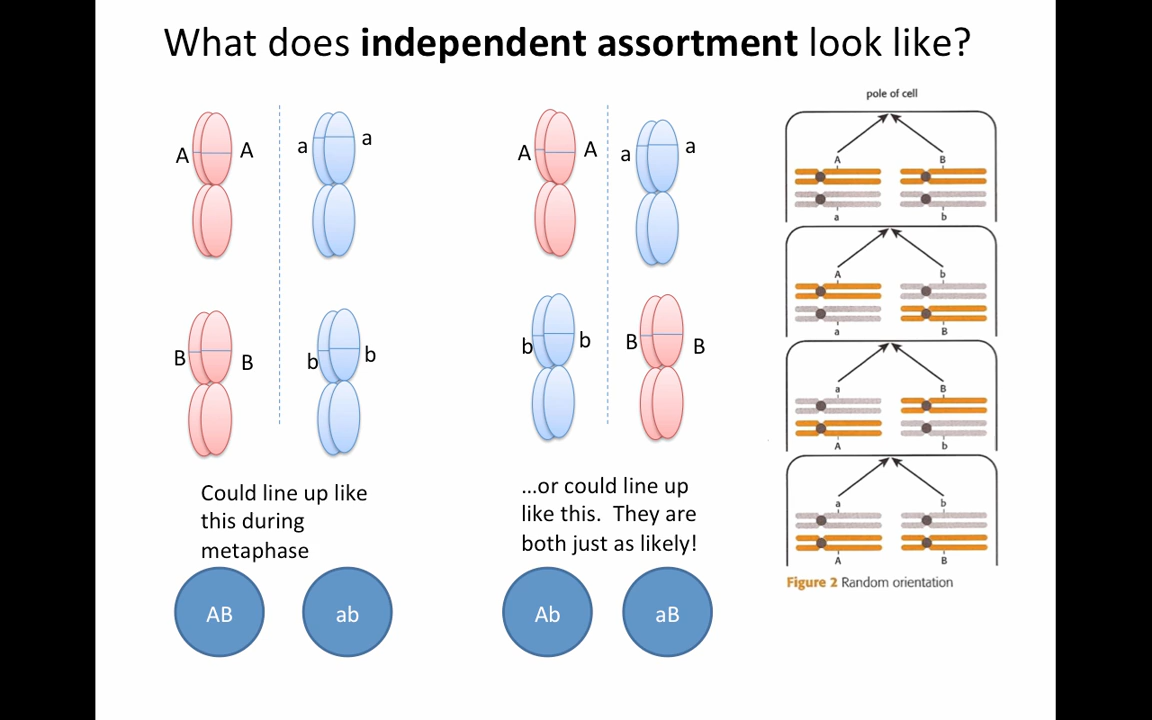 What does independent assortment look like?
A A a a
B B b b
Could line up like
this during
metaphase
AB ab
A A a a
b b B B
…or could line up
like this.  They are
both just as likely!
Ab aB
pole of cell
A B
a b
A b
a B
a B
A b
a b
A B
Figure 2 Random orientation